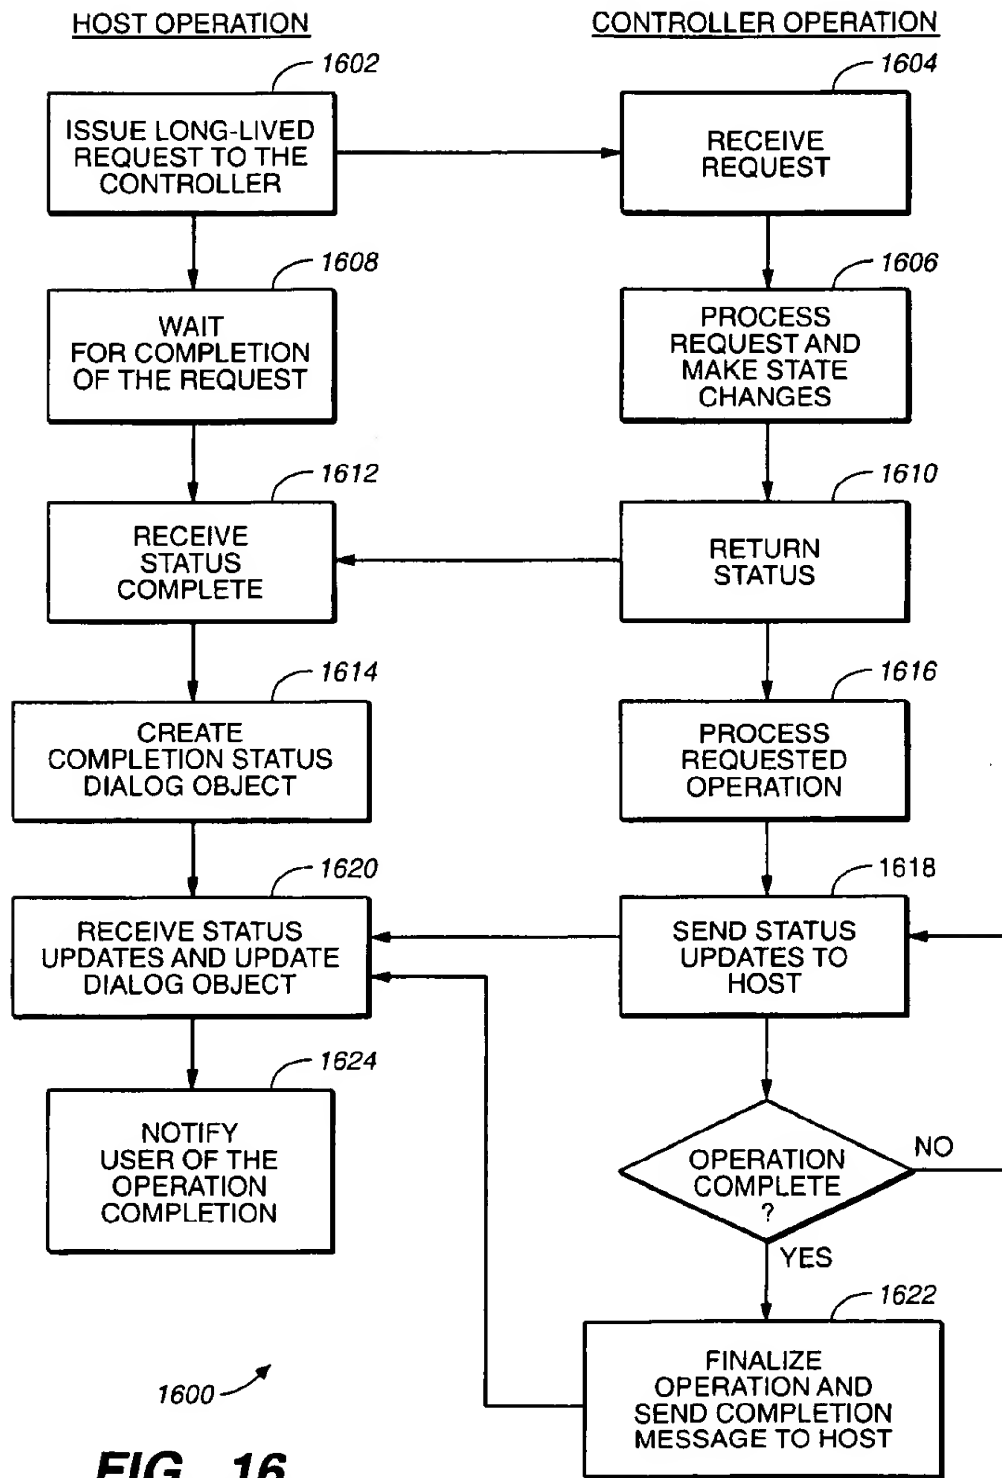 HOST OPERATION
CONTROLLER OPERATION
1602
ISSUE LONG-LIVED
REQUEST TO THE
CONTROLLER
1604
RECEIVE
REQUEST
1608
WAIT
FOR COMPLETION
OF THE REQUEST
1606
PROCESS
REQUEST AND
MAKE STATE
CHANGES
1612
RECEIVE
STATUS
COMPLETE
1610
RETURN
STATUS
1614
CREATE
COMPLETION STATUS
DIALOG OBJECT
1616
PROCESS
REQUESTED
OPERATION
1620
RECEIVE STATUS
UPDATES AND UPDATE
DIALOG OBJECT
1618
SEND STATUS
UPDATES TO
HOST
1624
NOTIFY
USER OF THE
OPERATION
COMPLETION
OPERATION
COMPLETE
?
NO
YES
1622
FINALIZE
OPERATION AND
SEND COMPLETION
MESSAGE TO HOST
1600
FIG. 16